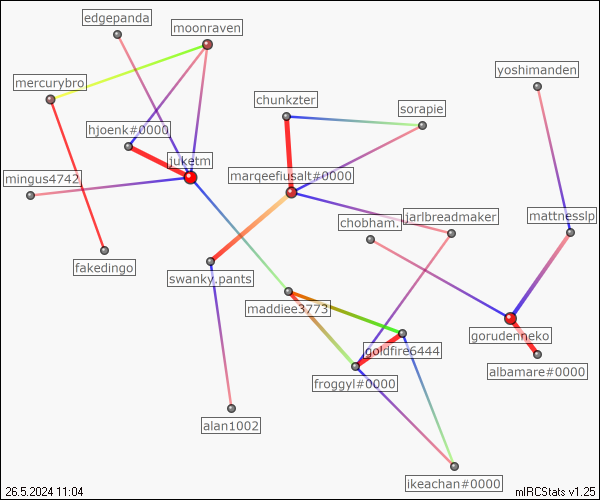 edgepanda
moonraven
yoshimanden
mercurybro
chunkzter
sorapie
hjoenk#0000
juketm
mingus4742
marqeefiusalt#0000
chobham,
jarlbreadmaker
mattnesslp
fakedingo
swanky.pants
maddiee3773
gorudenneko
goldfire6444
froggyl#0000
albamare#0000
alan1002
ikeachan#0000
26.5.2024 11:04
mIRCStats v1.25